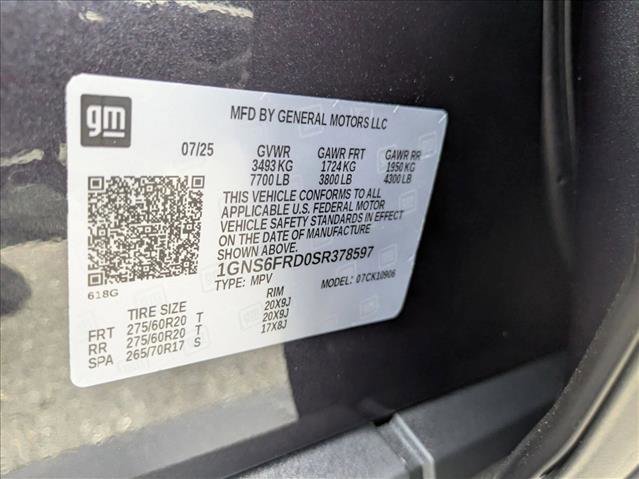 gm
MFD BY GENERAL MOTORS LLC
07/25 GVWR GAWR FRT GAWR RR
3493 KG 1724 KG 1950 KG
7700 LB 3800 LB 4300 LB
THIS VEHICLE CONFORMS TO ALL
APPLICABLE U.S. FEDERAL MOTOR
VEHICLE SAFETY STANDARDS IN EFFECT
ON THE DATE OF MANUFACTURE
SHOWN ABOVE.
1GNS6FRD0SR378597
618G TYPE: MPV MODEL: 07CK10906
TIRE SIZE RIM
FRT 275/60R20 T 20X9J
RR 275/60R20 T 20X9J
SPA 265/70R17 S 17X8J